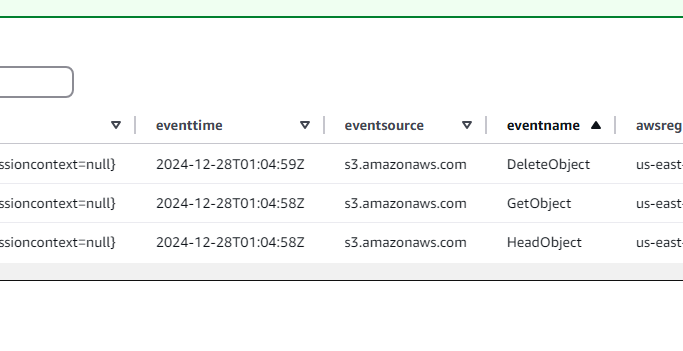 eventtime eventsource eventname awsreg
ssioncontext=null} 2024-12-28T01:04:59Z s3.amazonaws.com DeleteObject us-east-
ssioncontext=null} 2024-12-28T01:04:58Z s3.amazonaws.com GetObject us-east-
ssioncontext=null} 2024-12-28T01:04:58Z s3.amazonaws.com HeadObject us-east-